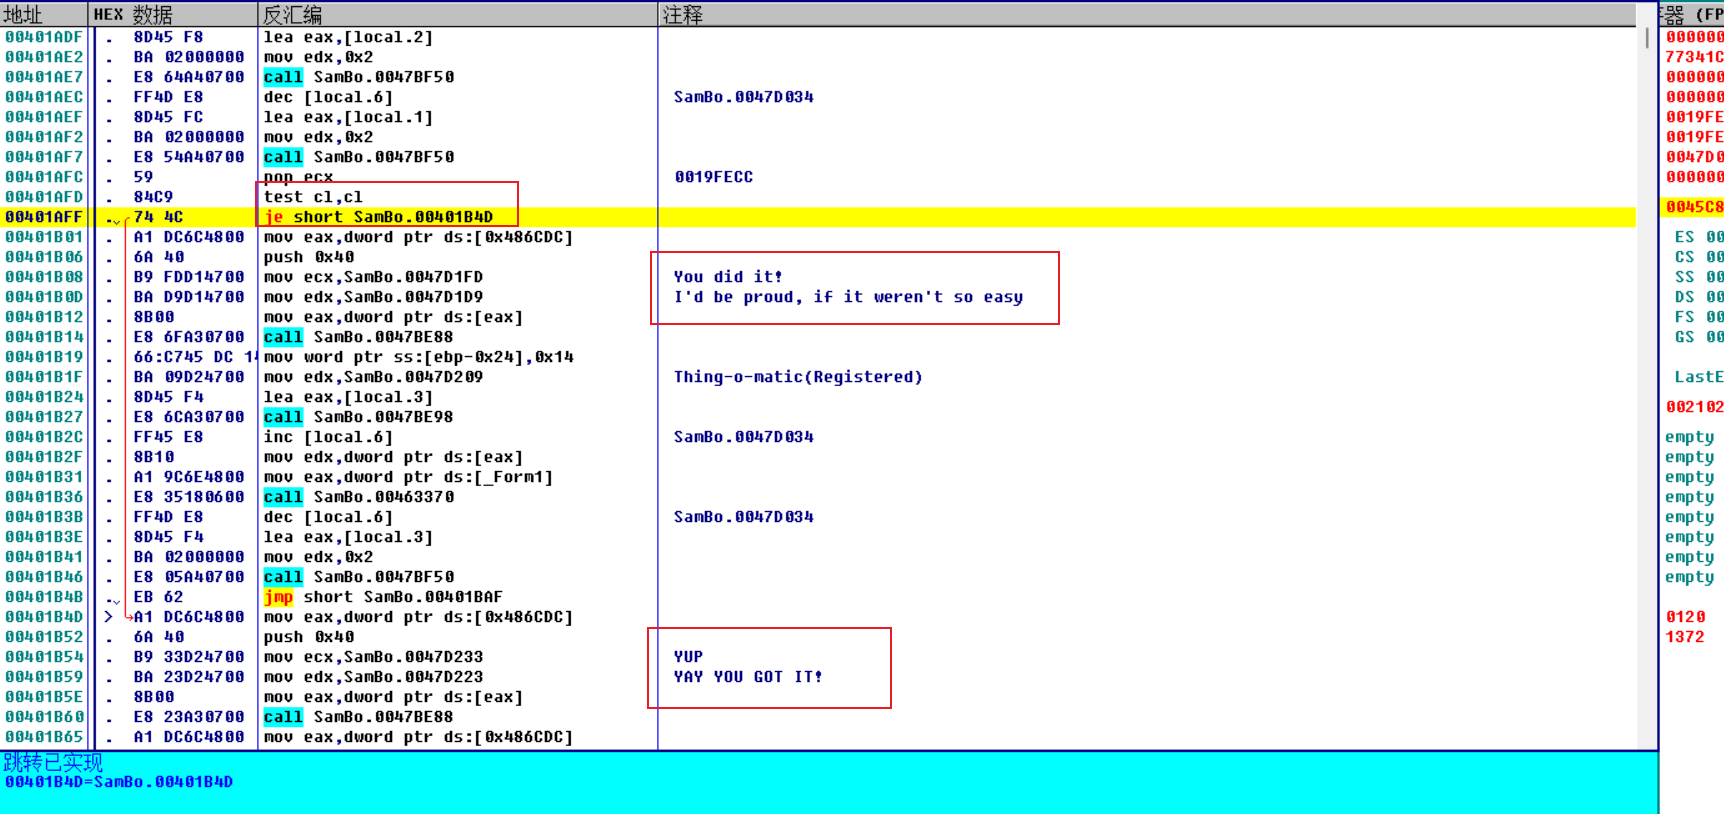 地址 HEX 数据 反汇编 注释 (FP
00401ADF . 8D45 F8 lea eax,[local.2] 000000
00401AE2 . BA 02000000 mov edx,0x2 77341C
00401AE7 . E8 64A40700 call SamBo.0047BF50 000000
00401AEC . FF4D E8 dec [local.6] SamBo.0047D034 000000
00401AEF . 8D45 FC lea eax,[local.1] 0019FE
00401AF2 . BA 02000000 mov edx,0x2 0019FE
00401AF7 . E8 54A40700 call SamBo.0047BF50 0047D0
00401AFC . 59 pop ecx 0019FECC 000000
00401AFD . 84C9 test cl,cl
00401AFF . 74 4C je short SamBo.00401B4D 0045C8
00401B01 . A1 DC6C4800 mov eax,dword ptr ds:[0x486CDC] ES 00
00401B06 . 6A 40 push 0x40 CS 00
00401B08 . B9 FDD14700 mov ecx,SamBo.0047D1FD You did it! SS 00
00401B0D . BA D9D14700 mov edx,SamBo.0047D1D9 I'd be proud, if it weren't so easy DS 00
00401B12 . 8B00 mov eax,dword ptr ds:[eax] FS 00
00401B14 . E8 6FA30700 call SamBo.0047BE88 GS 00
00401B19 . 66:C745 DC 14 mov word ptr ss:[ebp-0x24],0x14
00401B1F . BA 09D24700 mov edx,SamBo.0047D209 Thing-o-matic(Registered) LastE
00401B24 . 8D45 F4 lea eax,[local.3] 002102
00401B27 . E8 6CA30700 call SamBo.0047BE98
00401B2C . FF45 E8 inc [local.6] SamBo.0047D034 empty
00401B2F . 8B10 mov edx,dword ptr ds:[eax] empty
00401B31 . A1 9C6E4800 mov eax,dword ptr ds:[_Form1] empty
00401B36 . E8 35180600 call SamBo.00463370 empty
00401B3B . FF4D E8 dec [local.6] SamBo.0047D034 empty
00401B3E . 8D45 F4 lea eax,[local.3] empty
00401B41 . BA 02000000 mov edx,0x2 empty
00401B46 . E8 05A40700 call SamBo.0047BF50 empty
00401B4B . EB 62 jmp short SamBo.00401BAF
00401B4D > A1 DC6C4800 mov eax,dword ptr ds:[0x486CDC] 0120
00401B52 . 6A 40 push 0x40 1372
00401B54 . B9 33D24700 mov ecx,SamBo.0047D233 YUP
00401B59 . BA 23D24700 mov edx,SamBo.0047D223 YAY YOU GOT IT!
00401B5E . 8B00 mov eax,dword ptr ds:[eax]
00401B60 . E8 23A30700 call SamBo.0047BE88
00401B65 . A1 DC6C4800 mov eax,dword ptr ds:[0x486CDC]
跳转已实现
00401B4D=SamBo.00401B4D